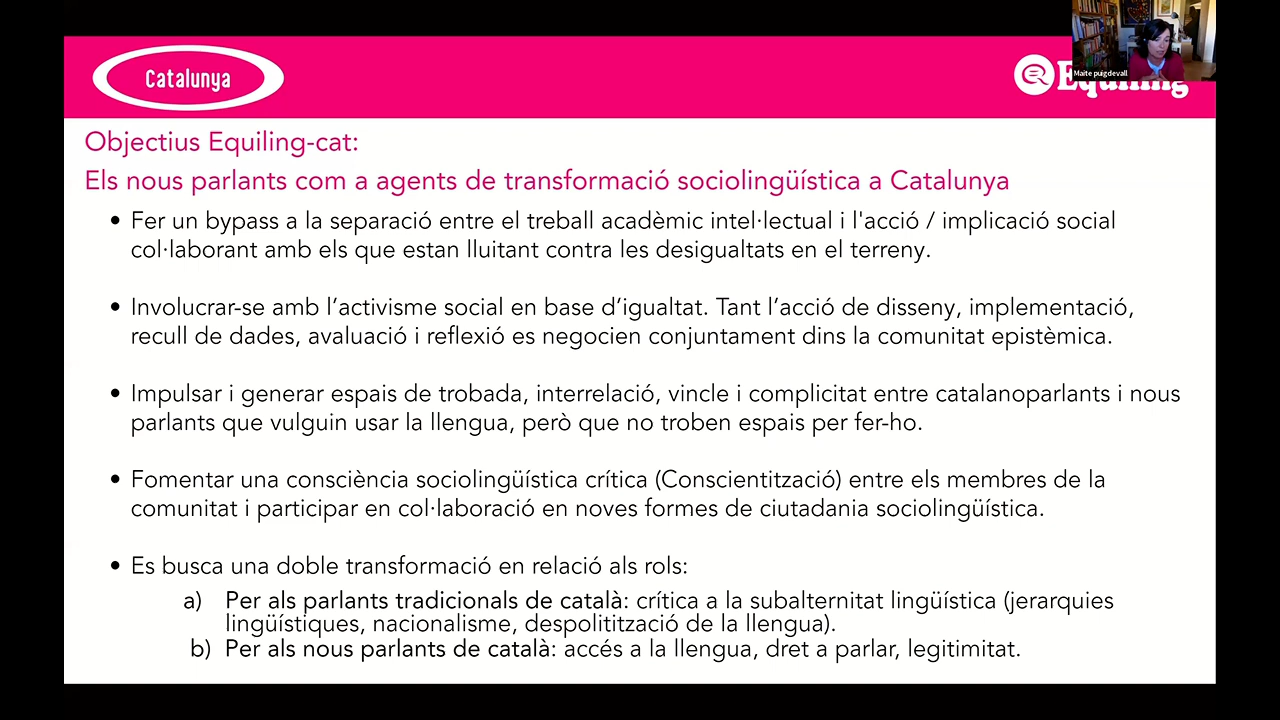 Catalunya
Equiling
Maite puigdevall
Objectius Equiling-cat:
Els nous parlants com a agents de transformació sociolingüística a Catalunya
• Fer un bypass a la separació entre el treball acadèmic intel·lectual i l'acció / implicació social
col·laborant amb els que estan lluitant contra les desigualtats en el terreny.
• Involucrar-se amb l’activisme social en base d’igualtat. Tant l’acció de disseny, implementació,
recull de dades, avaluació i reflexió es negocien conjuntament dins la comunitat epistèmica.
• Impulsar i generar espais de trobada, interrelació, vincle i complicitat entre catalanoparlants i nous
parlants que vulguin usar la llengua, però que no troben espais per fer-ho.
• Fomentar una consciència sociolingüística crítica (Conscientització) entre els membres de la
comunitat i participar en col·laboració en noves formes de ciutadania sociolingüística.
• Es busca una doble transformació en relació als rols:
a) Per als parlants tradicionals de català: crítica a la subalternitat lingüística (jerarquies
lingüístiques, nacionalisme, despolitització de la llengua).
b) Per als nous parlants de català: accés a la llengua, dret a parlar, legitimitat.